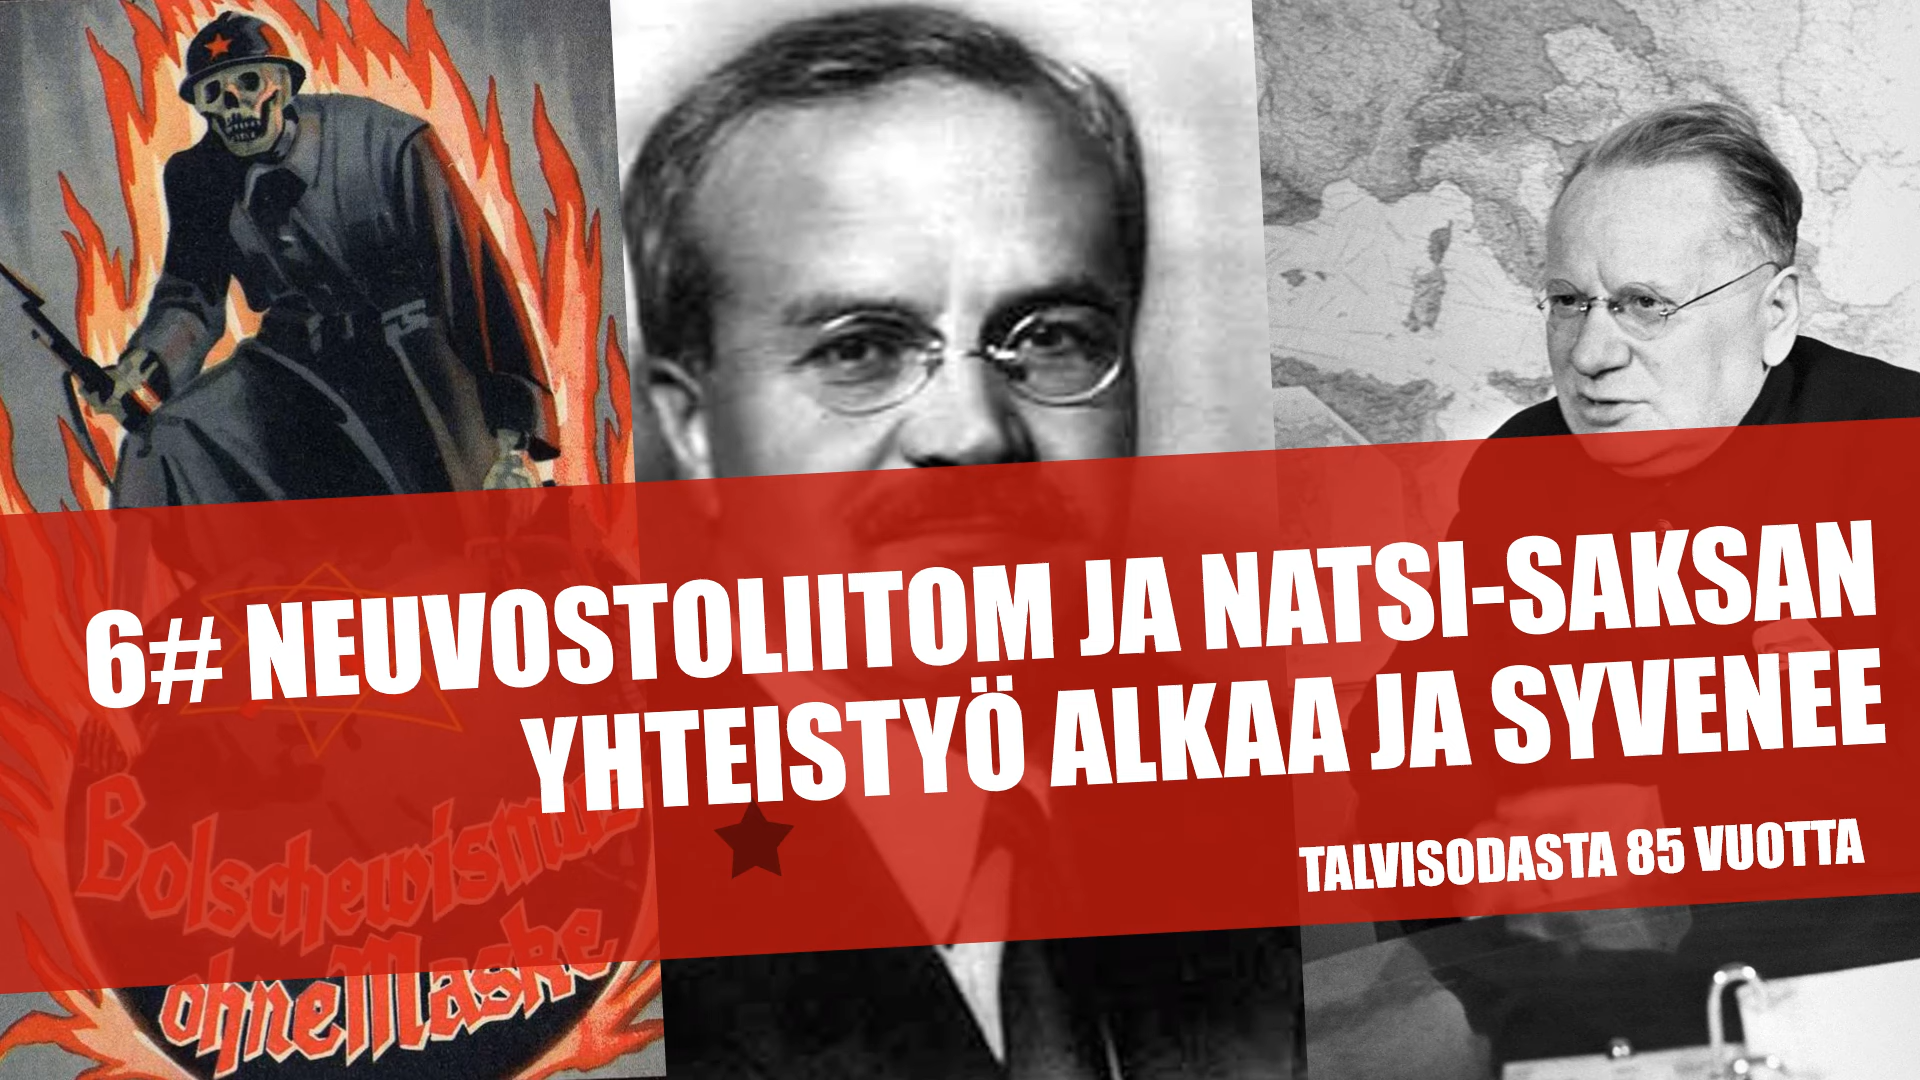 6# NEUVOSTOLIITOM JA NATSI-SAKSAN
YHTEISTYÖ ALKAA JA SYVENEE
TALVISODASTA 85 VUOTTA
Bolschewismus
ohne Maske